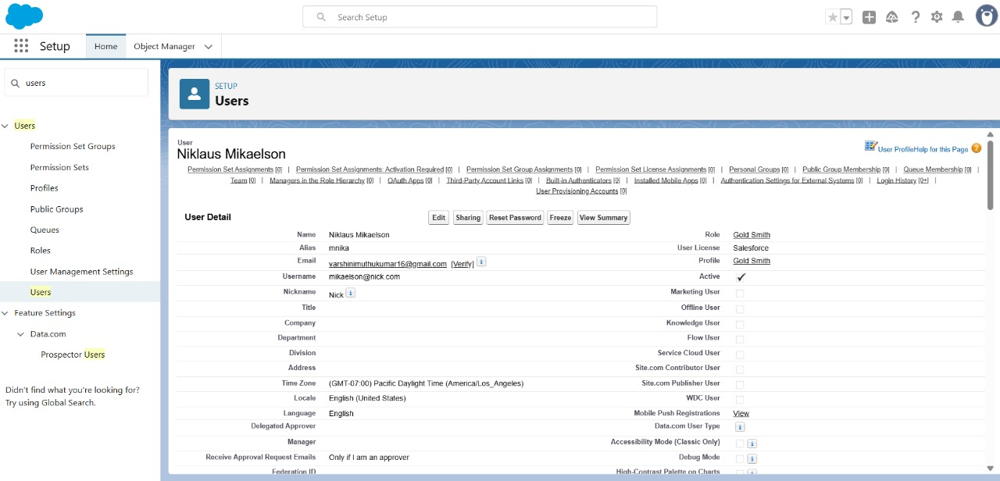 Search Setup
Setup
Home
Object Manager
users
SETUP
Users
Users
Permission Set Groups
Permission Sets
Profiles
Public Groups
Queues
Roles
User Management Settings
Users
Feature Settings
Data.com
Prospector Users
Didn't find what you're looking for?
Try using Global Search.
User
Niklaus Mikaelson
User Profile Help for this Page
Permission Set Assignments [0] | Permission Set Assignments: Activation Required [0] | Permission Set Group Assignments [0] | Permission Set License Assignments [0] | Personal Groups [0] | Public Group Membership [0] | Queue Membership [0] |
Team [0] | Managers in the Role Hierarchy [0] | OAuth Apps [0] | Third-Party Account Links [0] | Built-in Authenticators [0] | Installed Mobile Apps [0] | Authentication Settings for External Systems [0] | Login History [0+] |
User Provisioning Accounts [0]
User Detail
Edit Sharing Reset Password Freeze View Summary
Name Niklaus Mikaelson Role Gold Smith
Alias mnika User License Salesforce
Email varshinimuthukumar16@gmail.com [Verify] i Profile Gold Smith
Username mikaelson@nick.com Active
Nickname Nick i Marketing User
Title Offline User
Company Knowledge User
Department Flow User
Division Service Cloud User
Address Site.com Contributor User
Time Zone (GMT-07:00) Pacific Daylight Time (America/Los_Angeles) Site.com Publisher User
Locale English (United States) WDC User
Language English Mobile Push Registrations View
Delegated Approver Data.com User Type i
Manager Accessibility Mode (Classic Only) i
Receive Approval Request Emails Only if I am an approver Debug Mode i
Federation ID High-Contrast Palette on Charts i